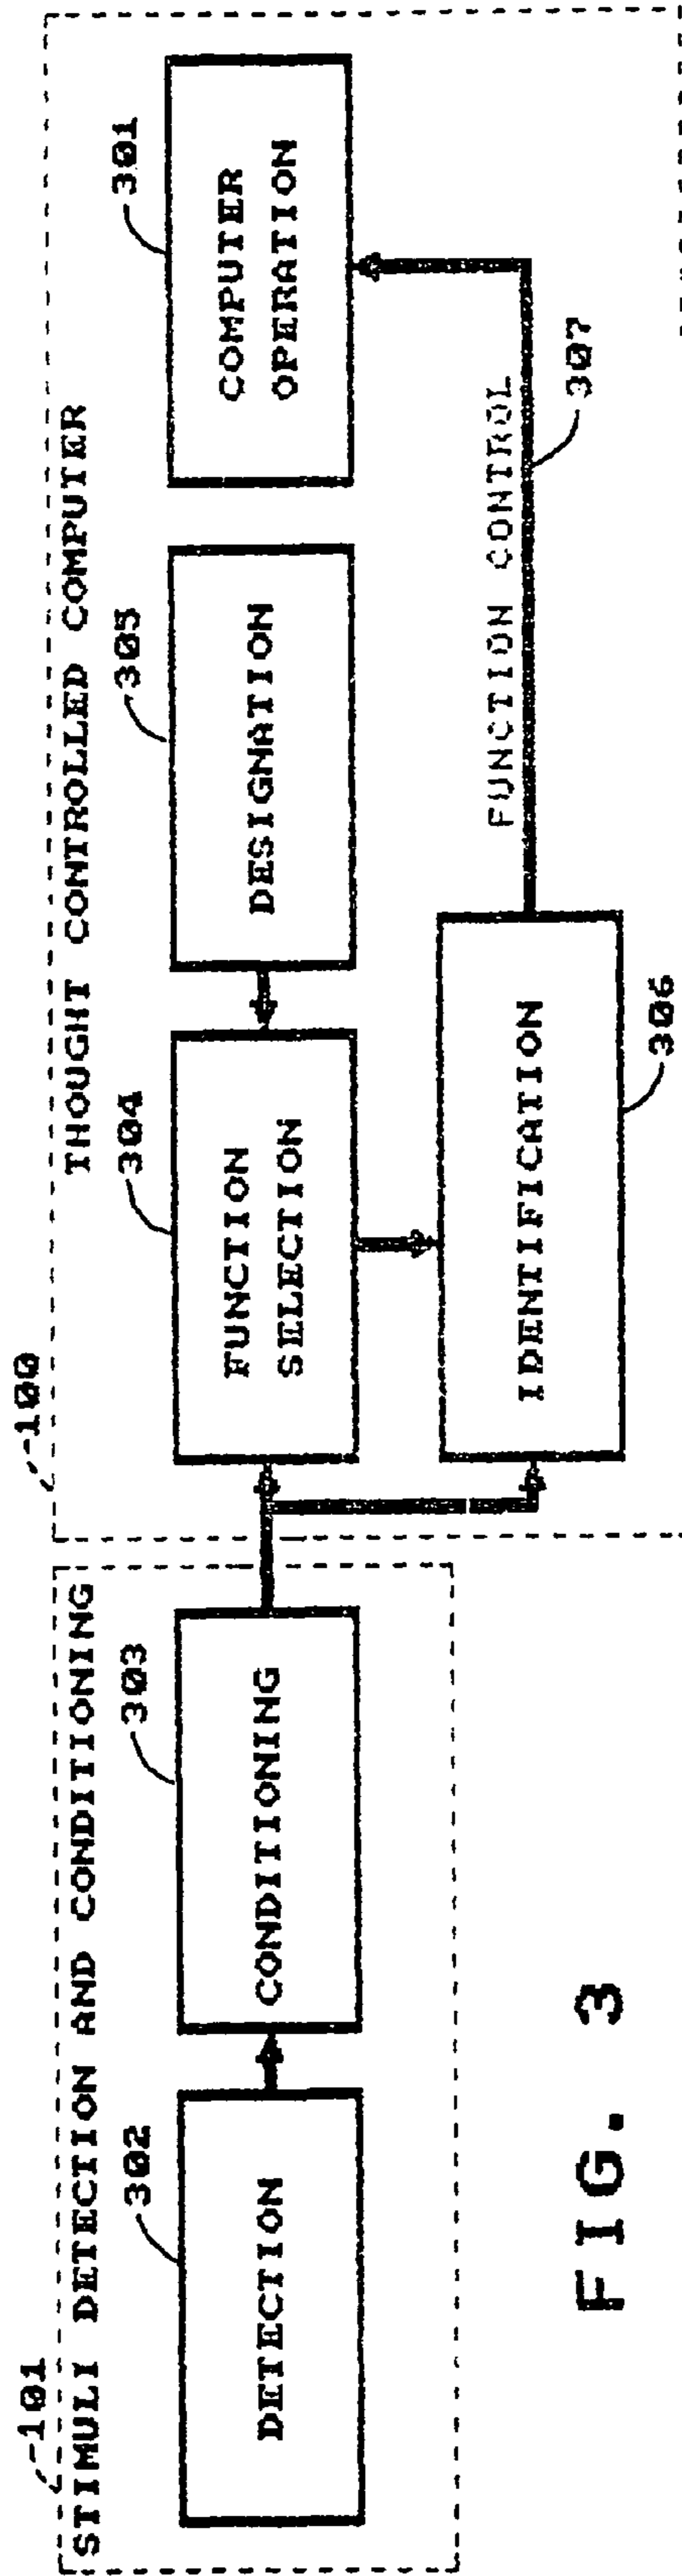 101
STIMULI DETECTION AND CONDITIONING
302
DETECTION
303
CONDITIONING
100
THOUGHT CONTROLLED COMPUTER
304
FUNCTION
SELECTION
305
DESIGNATION
301
COMPUTER
OPERATION
IDENTIFICATION
306
FUNCTION CONTROL
307
FIG. 3